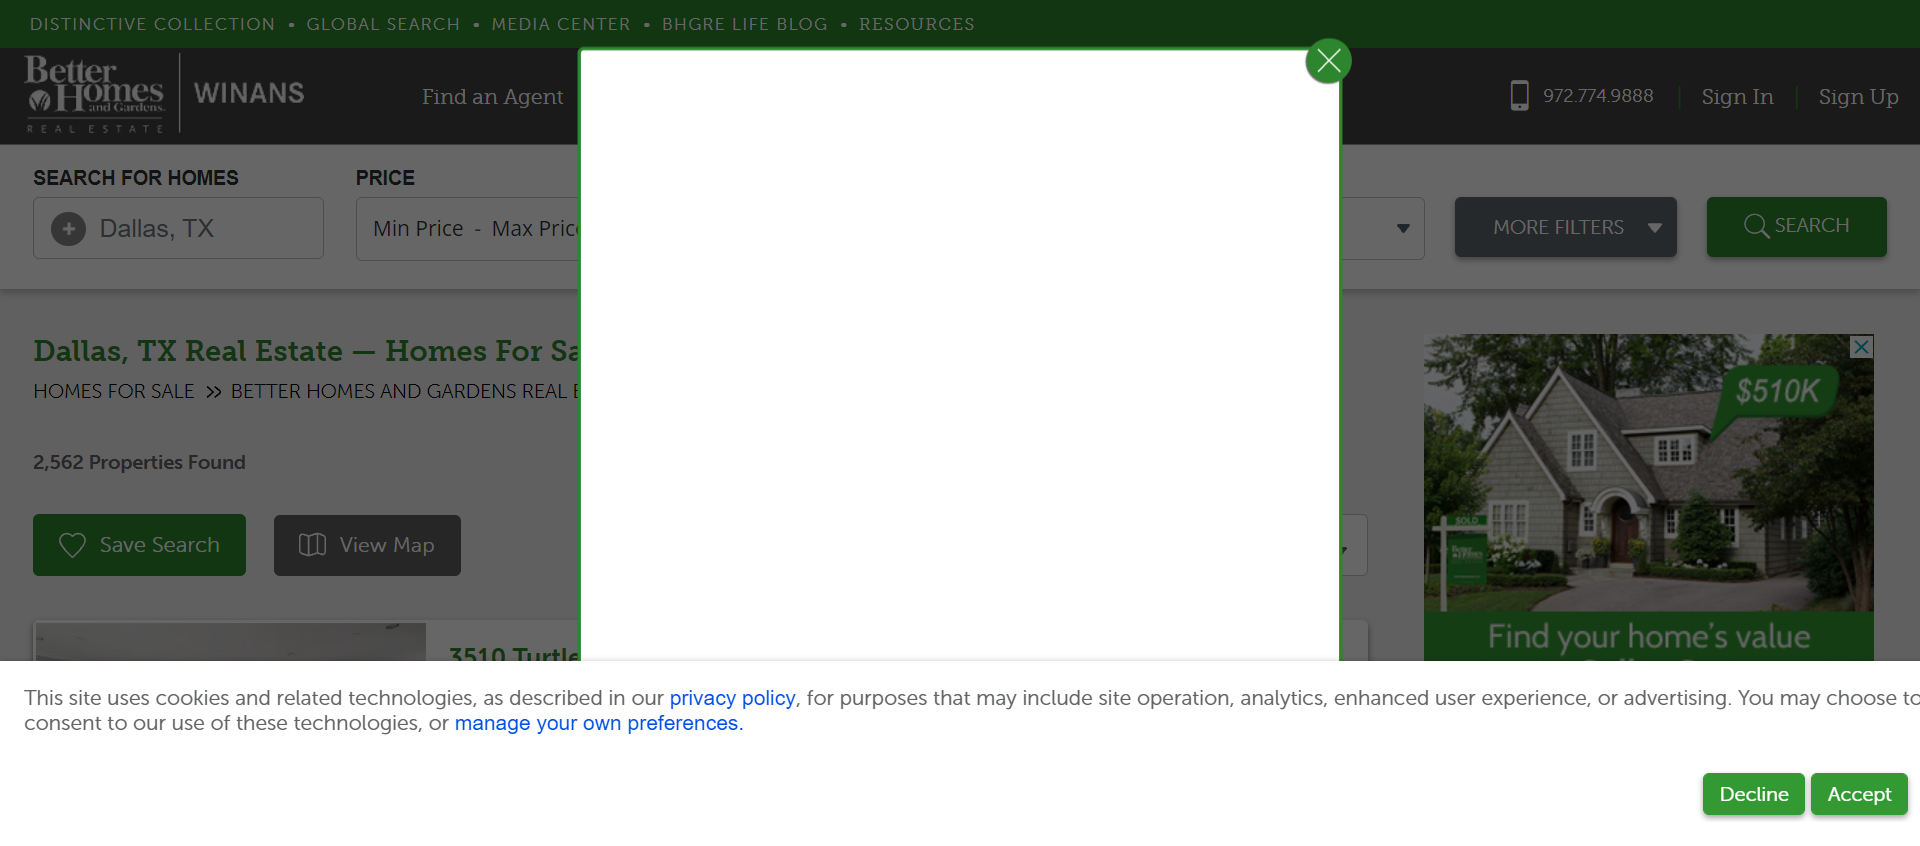 DISTINCTIVE COLLECTION • GLOBAL SEARCH • MEDIA CENTER • BHGRE LIFE BLOG • RESOURCES
Better Homes and Gardens REAL ESTATE
WINANS
Find an Agent
972.774.9888
Sign In
Sign Up
SEARCH FOR HOMES
PRICE
Dallas, TX
Min Price - Max Pric
MORE FILTERS
SEARCH
Dallas, TX Real Estate — Homes For Sa
HOMES FOR SALE » BETTER HOMES AND GARDENS REAL E
$510K
2,562 Properties Found
SOLD
Better Homes
Save Search
View Map
Find your home's value
3510 Turtle
This site uses cookies and related technologies, as described in our privacy policy, for purposes that may include site operation, analytics, enhanced user experience, or advertising. You may choose to
consent to our use of these technologies, or manage your own preferences.
Decline
Accept